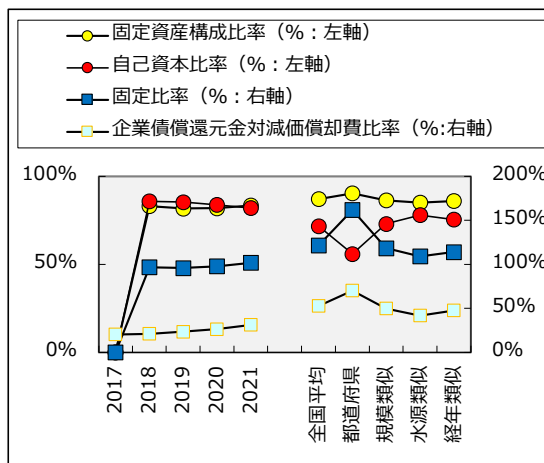 固定資産構成比率（%：左軸）
自己資本比率（%：左軸）
固定比率（%：右軸）
企業債償還元金対減価償却費比率（%:右軸）
100%
50%
0%
200%
150%
100%
50%
0%
2017
2018
2019
2020
2021
全国平均
都道府県
規模類似
水源類似
経年類似